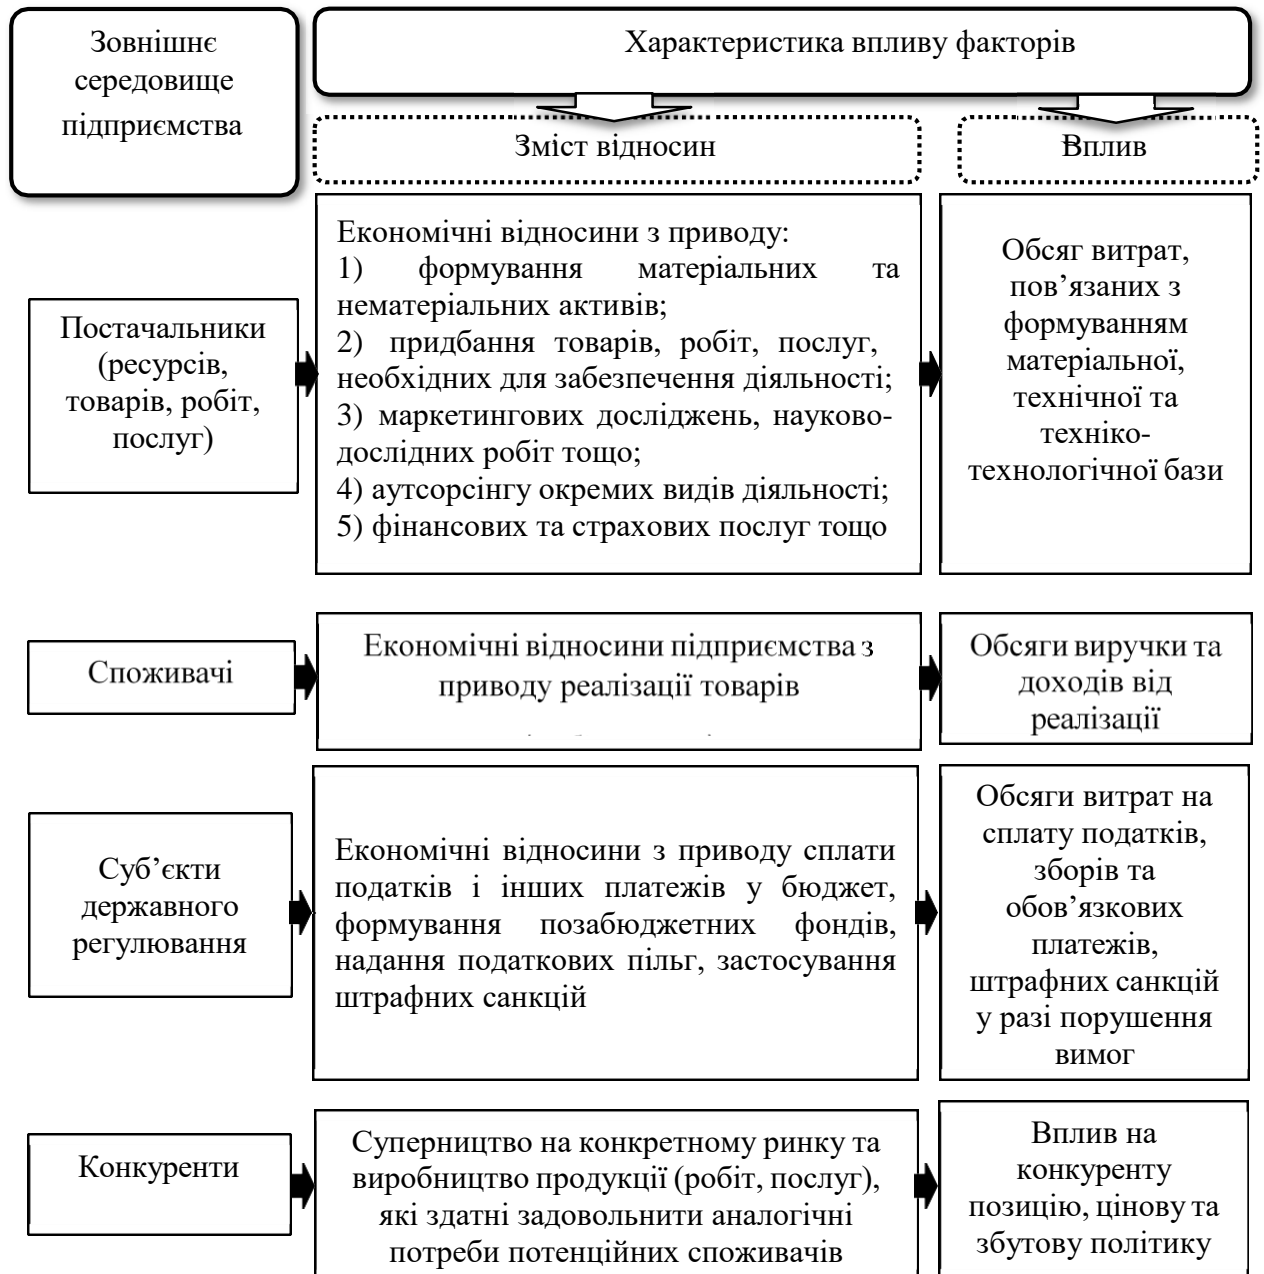 Зовнішнє
середовище
підприємства
Характеристика впливу факторів
Зміст відносин
Вплив
Постачальники
(ресурсів,
товарів, робіт,
послуг)
Економічні відносини з приводу:
1) формування матеріальних та
нематеріальних активів;
2) придбання товарів, робіт, послуг,
необхідних для забезпечення діяльності;
3) маркетингових досліджень, науково-
дослідних робіт тощо;
4) аутсорсінгу окремих видів діяльності;
5) фінансових та страхових послуг тощо
Обсяг витрат,
пов’язаних з
формуванням
матеріальної,
технічної та
техніко-
технологічної бази
Споживачі
Економічні відносини підприємства з
приводу реалізації товарів
Обсяги виручки та
доходів від
реалізації
Суб’єкти
державного
регулювання
Економічні відносини з приводу сплати
податків і інших платежів у бюджет,
формування позабюджетних фондів,
надання податкових пільг, застосування
штрафних санкцій
Обсяги витрат на
сплату податків,
зборів та
обов’язкових
платежів,
штрафних санкцій
у разі порушення
вимог
Конкуренти
Суперництво на конкретному ринку та
виробництво продукції (робіт, послуг),
які здатні задовольнити аналогічні
потреби потенційних споживачів
Вплив на
конкуренту
позицію, цінову та
збутову політику